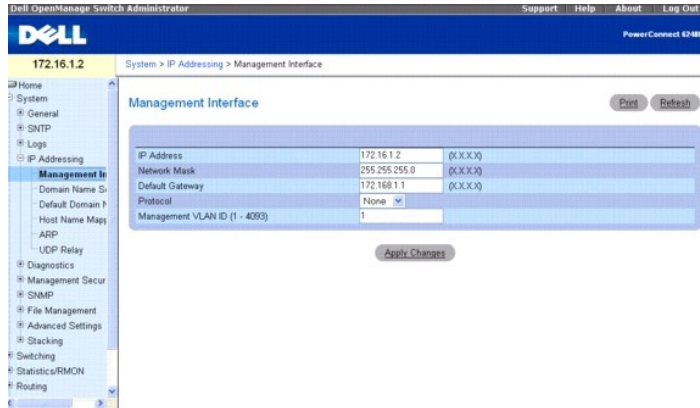 Dell OpenManage Switch Administrator
Support Help About Log Out
DELL
PowerConnect 6248
172.16.1.2
System > IP Addressing > Management Interface
Home
System
General
SNTP
Logs
IP Addressing
Management In
Domain Name S
Default Domain N
Host Name Mapp
ARP
UDP Relay
Diagnostics
Management Secur
SNMP
File Management
Advanced Settings
Stacking
Switching
Statistics/RMON
Routing
Management Interface
Print Refresh
IP Address 172.16.1.2 (X.X.X.X)
Network Mask 255.255.255.0 (X.X.X.X)
Default Gateway 172.168.1.1 (X.X.X.X)
Protocol None
Management VLAN ID (1 - 4093) 1
Apply Changes